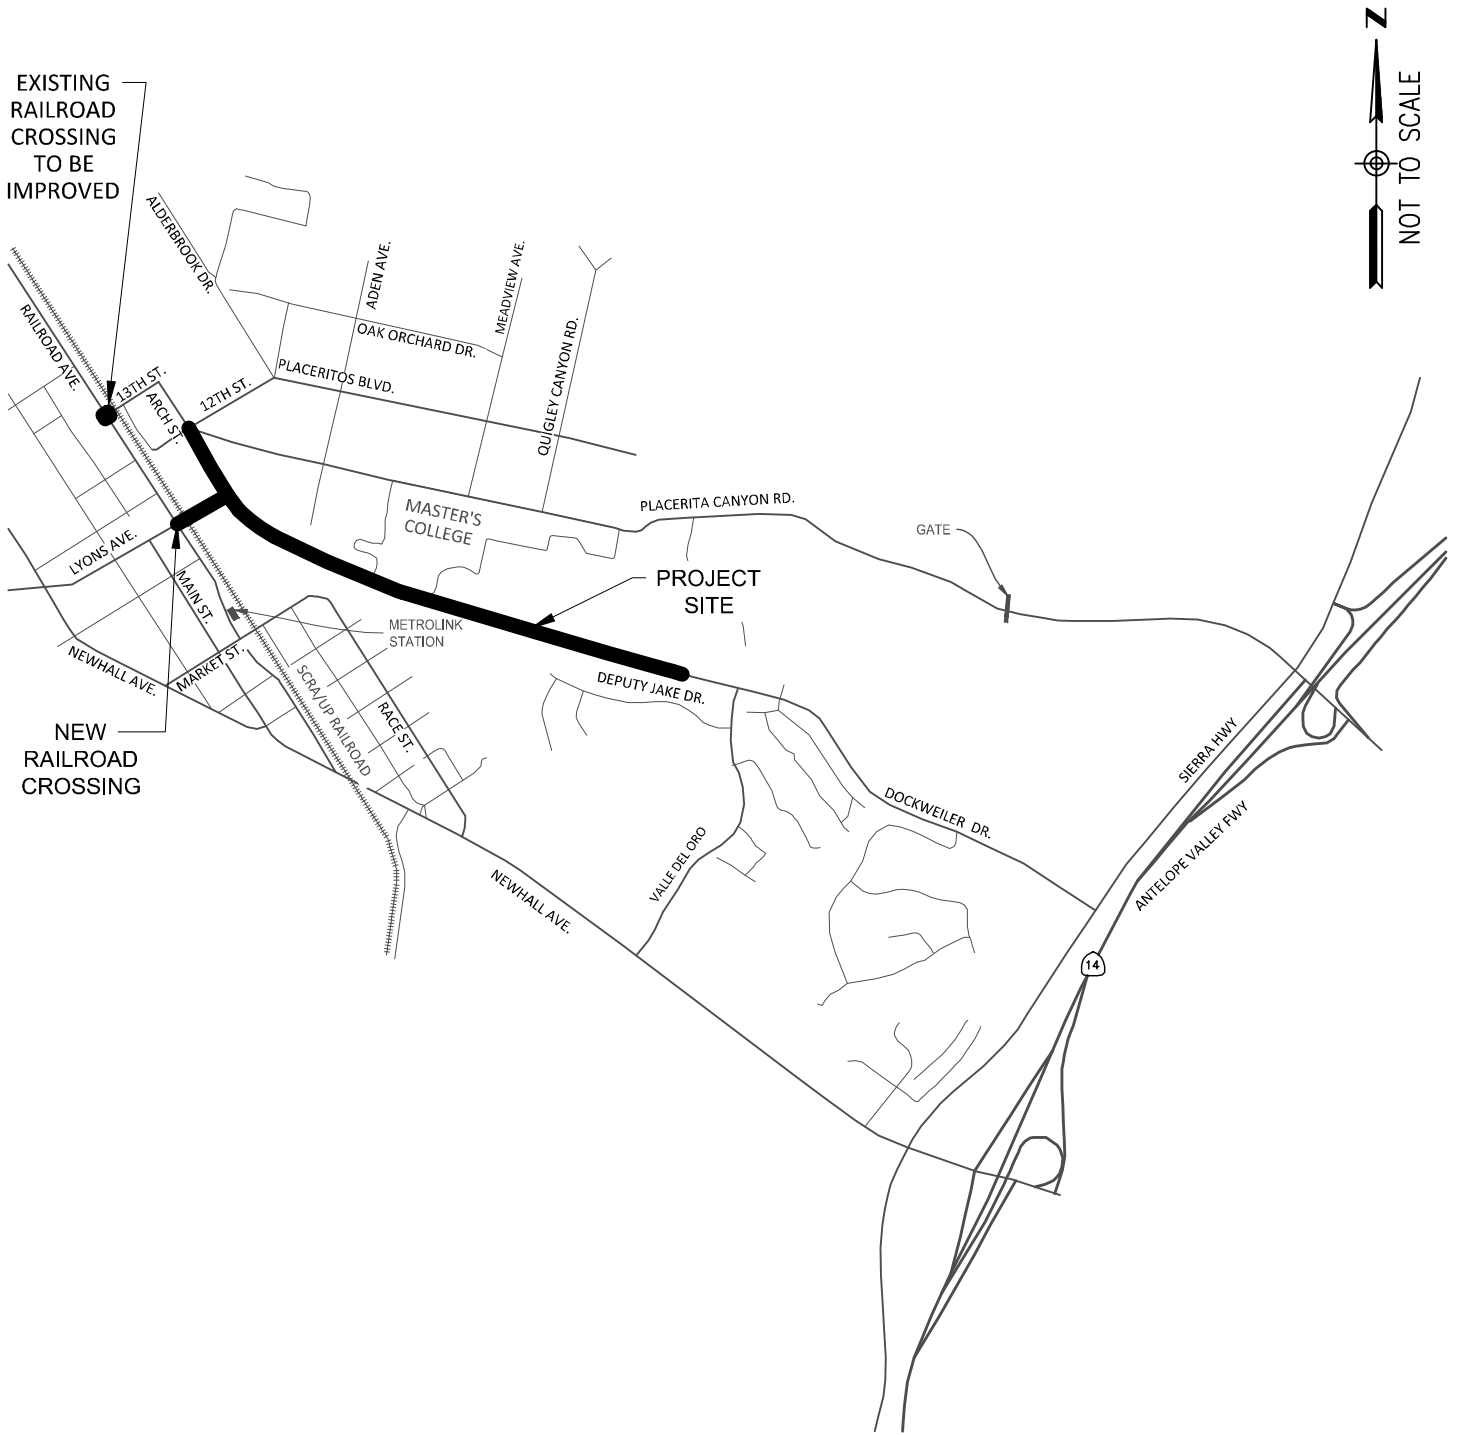 N
NOT TO SCALE
EXISTING
RAILROAD
CROSSING
TO BE
IMPROVED
ALDERBROOK DR.
ADEN AVE.
MEADVIEW AVE.
OAK ORCHARD DR.
QUIGLEY CANYON RD.
RAILROAD AVE.
PLACERITOS BLVD.
13TH ST.
12TH ST.
ARCH ST.
MASTER'S
COLLEGE
PLACERITA CANYON RD.
GATE
LYONS AVE.
MAIN ST.
PROJECT
SITE
METROLINK
STATION
NEWHALL AVE.
MARKET ST.
SCRA/UP RAILROAD
RACE ST.
DEPUTY JAKE DR.
NEW
RAILROAD
CROSSING
SIERRA HWY
DOCKWEILER DR.
ANTELOPE VALLEY FWY
VALLE DEL ORO
NEWHALL AVE.
14